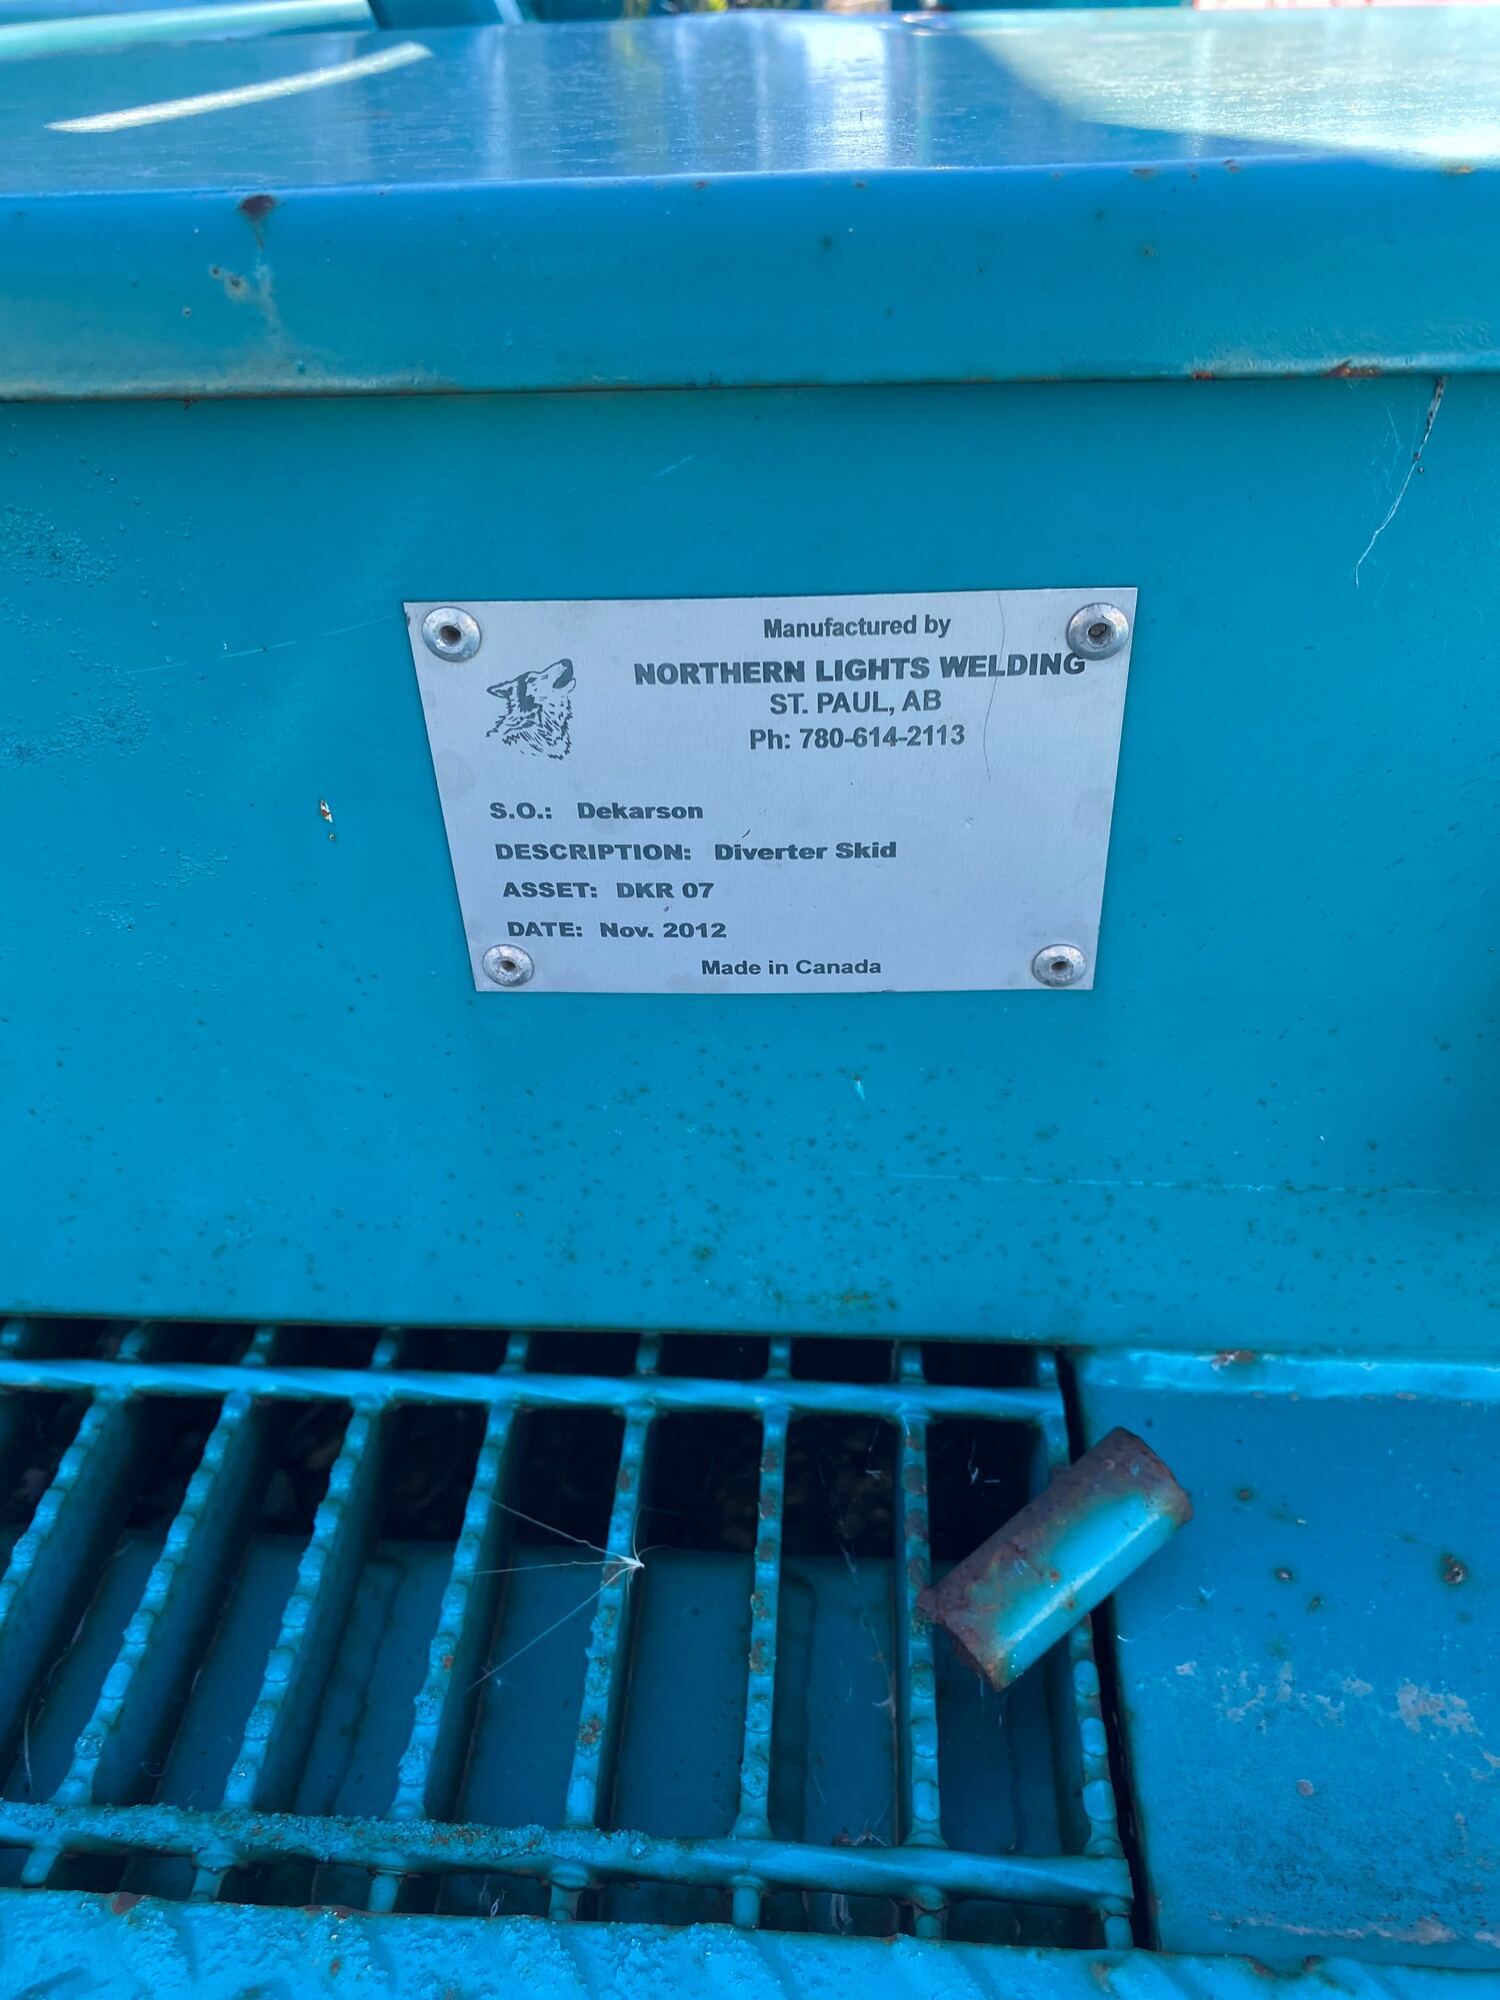 Manufactured by
NORTHERN LIGHTS WELDING
ST. PAUL, AB
Ph: 780-614-2113
S.O.: Dekarson
DESCRIPTION: Diverter Skid
ASSET: DKR 07
DATE: Nov. 2012
Made in Canada